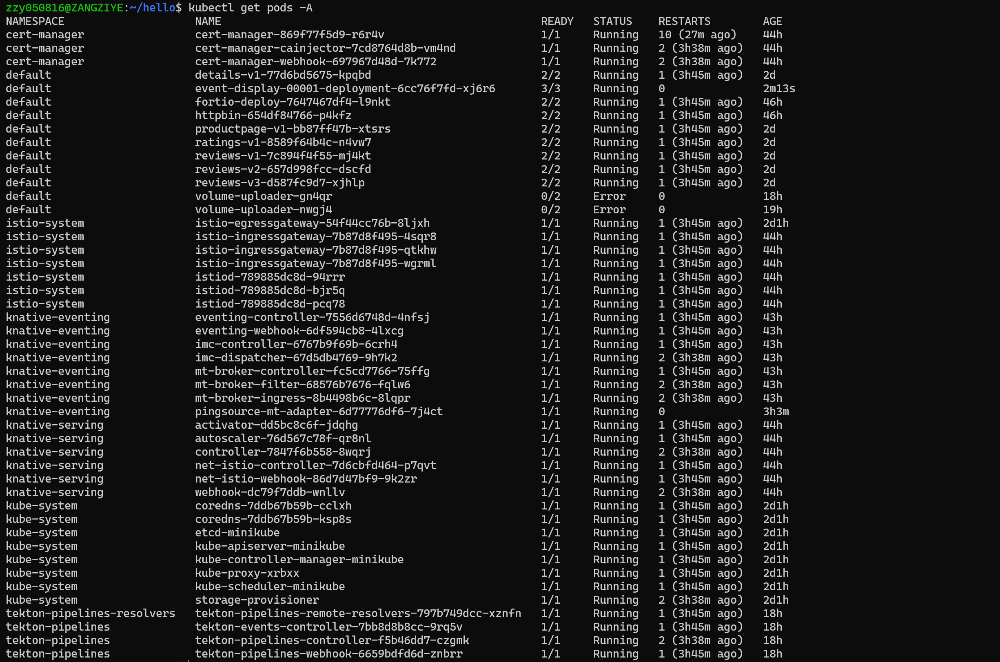 zzy050816@ZANGZIYE:~/hello$ kubectl get pods -A
NAMESPACE NAME READY STATUS RESTARTS AGE
cert-manager cert-manager-869f77f5d9-r6r4v 1/1 Running 10 (27m ago) 44h
cert-manager cert-manager-cainjector-7cd8764d8b-vm4nd 1/1 Running 2 (3h38m ago) 44h
cert-manager cert-manager-webhook-697967d48d-7k772 1/1 Running 2 (3h38m ago) 44h
default details-v1-77d6bd5675-kpqbd 2/2 Running 1 (3h45m ago) 2d
default event-display-00001-deployment-6cc76f7fd-xj6r6 3/3 Running 0 2m13s
default fortio-deploy-7647467df4-l9nkt 2/2 Running 1 (3h45m ago) 46h
default httpbin-654df84766-p4kfz 2/2 Running 1 (3h45m ago) 46h
default productpage-v1-bb87ff47b-xtsrs 2/2 Running 1 (3h45m ago) 2d
default ratings-v1-8589f64b4c-n4vw7 2/2 Running 1 (3h45m ago) 2d
default reviews-v1-7c894f4f55-mj4kt 2/2 Running 1 (3h45m ago) 2d
default reviews-v2-657d998fcc-dscfd 2/2 Running 1 (3h45m ago) 2d
default reviews-v3-d587fc9d7-xjhlp 2/2 Running 1 (3h45m ago) 2d
default volume-uploader-gn4qr 0/2 Error 0 18h
default volume-uploader-nwgj4 0/2 Error 0 19h
istio-system istio-egressgateway-54f44cc76b-8ljxh 1/1 Running 1 (3h45m ago) 2d1h
istio-system istio-ingressgateway-7b87d8f495-4sqr8 1/1 Running 1 (3h45m ago) 44h
istio-system istio-ingressgateway-7b87d8f495-qtkhw 1/1 Running 1 (3h45m ago) 44h
istio-system istio-ingressgateway-7b87d8f495-wgrml 1/1 Running 1 (3h45m ago) 44h
istio-system istiod-789885dc8d-94rrr 1/1 Running 1 (3h45m ago) 44h
istio-system istiod-789885dc8d-bjr5q 1/1 Running 1 (3h45m ago) 44h
istio-system istiod-789885dc8d-pcq78 1/1 Running 1 (3h45m ago) 44h
knative-eventing eventing-controller-7556d6748d-4nfsj 1/1 Running 1 (3h45m ago) 43h
knative-eventing eventing-webhook-6df594cb8-4lxcg 1/1 Running 1 (3h45m ago) 43h
knative-eventing imc-controller-6767b9f69b-6crh4 1/1 Running 1 (3h45m ago) 43h
knative-eventing imc-dispatcher-67d5db4769-9h7k2 1/1 Running 2 (3h38m ago) 43h
knative-eventing mt-broker-controller-fc5cd7766-75ffg 1/1 Running 1 (3h45m ago) 43h
knative-eventing mt-broker-filter-68576b7676-fqlw6 1/1 Running 2 (3h38m ago) 43h
knative-eventing mt-broker-ingress-8b4498b6c-8lqpr 1/1 Running 2 (3h38m ago) 43h
knative-eventing pingsource-mt-adapter-6d77776df6-7j4ct 1/1 Running 0 3h3m
knative-serving activator-dd5bc8c6f-jdqhg 1/1 Running 1 (3h45m ago) 44h
knative-serving autoscaler-76d567c78f-qr8nl 1/1 Running 1 (3h45m ago) 44h
knative-serving controller-7847f6b558-8wqrj 1/1 Running 2 (3h38m ago) 44h
knative-serving net-istio-controller-7d6cbfd464-p7qvt 1/1 Running 1 (3h45m ago) 44h
knative-serving net-istio-webhook-86d7d47bf9-9k2zr 1/1 Running 1 (3h45m ago) 44h
knative-serving webhook-dc79f7ddb-wnllv 1/1 Running 2 (3h38m ago) 44h
kube-system coredns-7ddb67b59b-cclxh 1/1 Running 1 (3h45m ago) 2d1h
kube-system coredns-7ddb67b59b-ksp8s 1/1 Running 1 (3h45m ago) 2d1h
kube-system etcd-minikube 1/1 Running 1 (3h45m ago) 2d1h
kube-system kube-apiserver-minikube 1/1 Running 1 (3h45m ago) 2d1h
kube-system kube-controller-manager-minikube 1/1 Running 1 (3h45m ago) 2d1h
kube-system kube-proxy-xrbxx 1/1 Running 1 (3h45m ago) 2d1h
kube-system kube-scheduler-minikube 1/1 Running 1 (3h45m ago) 2d1h
kube-system storage-provisioner 1/1 Running 2 (3h38m ago) 2d1h
tekton-pipelines-resolvers tekton-pipelines-remote-resolvers-797b749dcc-xznfn 1/1 Running 1 (3h45m ago) 18h
tekton-pipelines tekton-events-controller-7bb8d8b8cc-9rq5v 1/1 Running 1 (3h45m ago) 18h
tekton-pipelines tekton-pipelines-controller-f5b46dd7-czgmk 1/1 Running 2 (3h38m ago) 18h
tekton-pipelines tekton-pipelines-webhook-6659bdfd6d-znbrr 1/1 Running 1 (3h45m ago) 18h